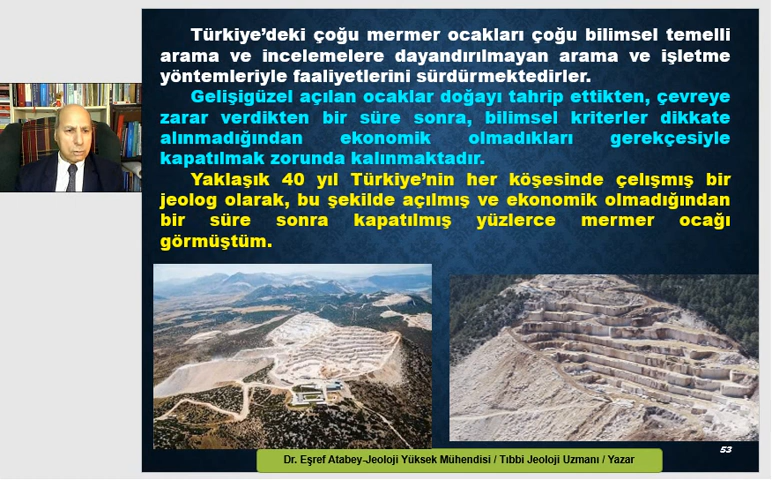 Türkiye’deki çoğu mermer ocakları çoğu bilimsel temelli
arama ve incelemelere dayandırılmayan arama ve işletme
yöntemleriyle faaliyetlerini sürdürmektedirler.
Gelişigüzel açılan ocaklar doğayı tahrip ettikten, çevreye
zarar verdikten bir süre sonra, bilimsel kriterler dikkate
alınmadığından ekonomik olmadıkları gerekçesiyle
kapatılmak zorunda kalınmaktadır.
Yaklaşık 40 yıl Türkiye’nin her köşesinde çelışmış bir
jeolog olarak, bu şekilde açılmış ve ekonomik olmadığından
bir süre sonra kapatılmış yüzlerce mermer ocağı
görmüştüm.
53
Dr. Eşref Atabey-Jeoloji Yüksek Mühendisi / Tıbbi Jeoloji Uzmanı / Yazar